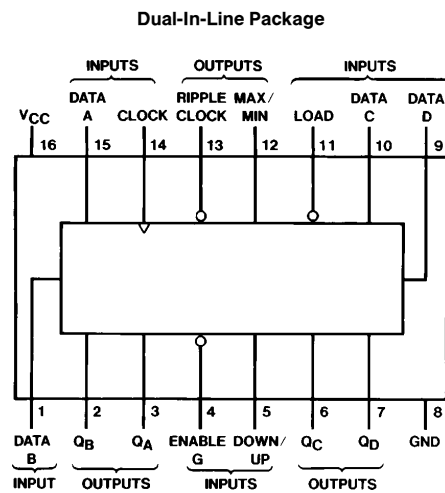 Dual-In-Line Package
INPUTS OUTPUTS INPUTS
DATA RIPPLE MAX/ DATA DATA
VCC A CLOCK CLOCK MIN LOAD C D
16 15 14 13 12 11 10 9
1 2 3 4 5 6 7 8
DATA QB QA ENABLE DOWN/ QC QD GND
B G UP
INPUT OUTPUTS INPUTS OUTPUTS